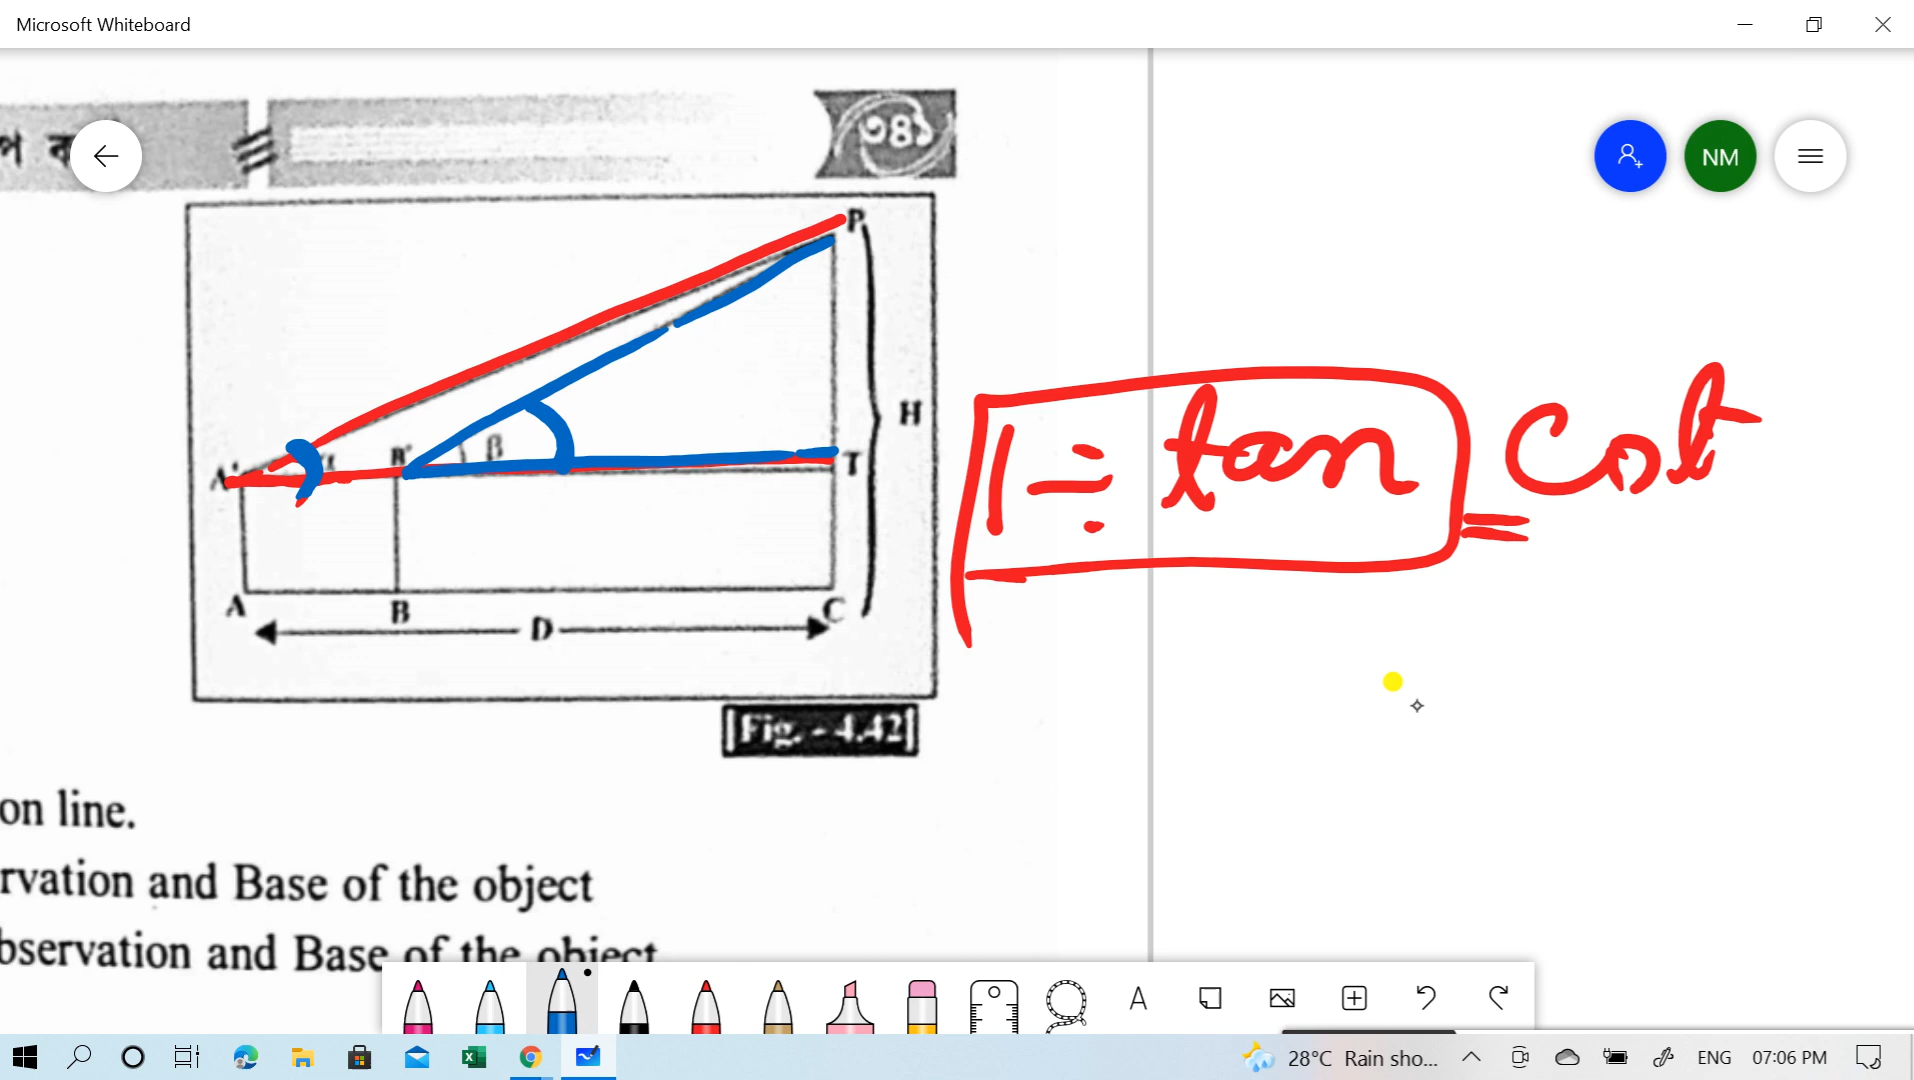 Microsoft Whiteboard
৩৪১
NM
P
H
1 ÷ tan = Cot
A' α B' β T
A B C
D
Fig. - 4.42
on line.
rvation and Base of the object
bservation and Base of the object
A
28°C Rain sho... ENG 07:06 PM